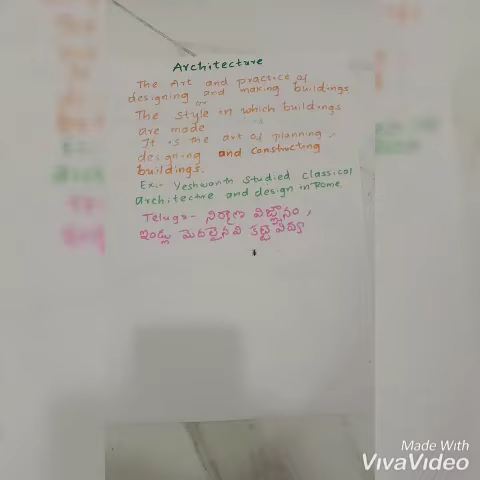 Architecture
The Art and practice of
designing and making buildings
or
The style in which buildings
are made
It is the art of planning,
designing and constructing
buildings.
Ex:- Yeshwanth studied classical
architecture and design in Rome
Telugu- నిర్మాణ విజ్ఞానం,
ఇండ్లు మొదలైనవి కట్టె విద్యా
Made With
VivaVideo